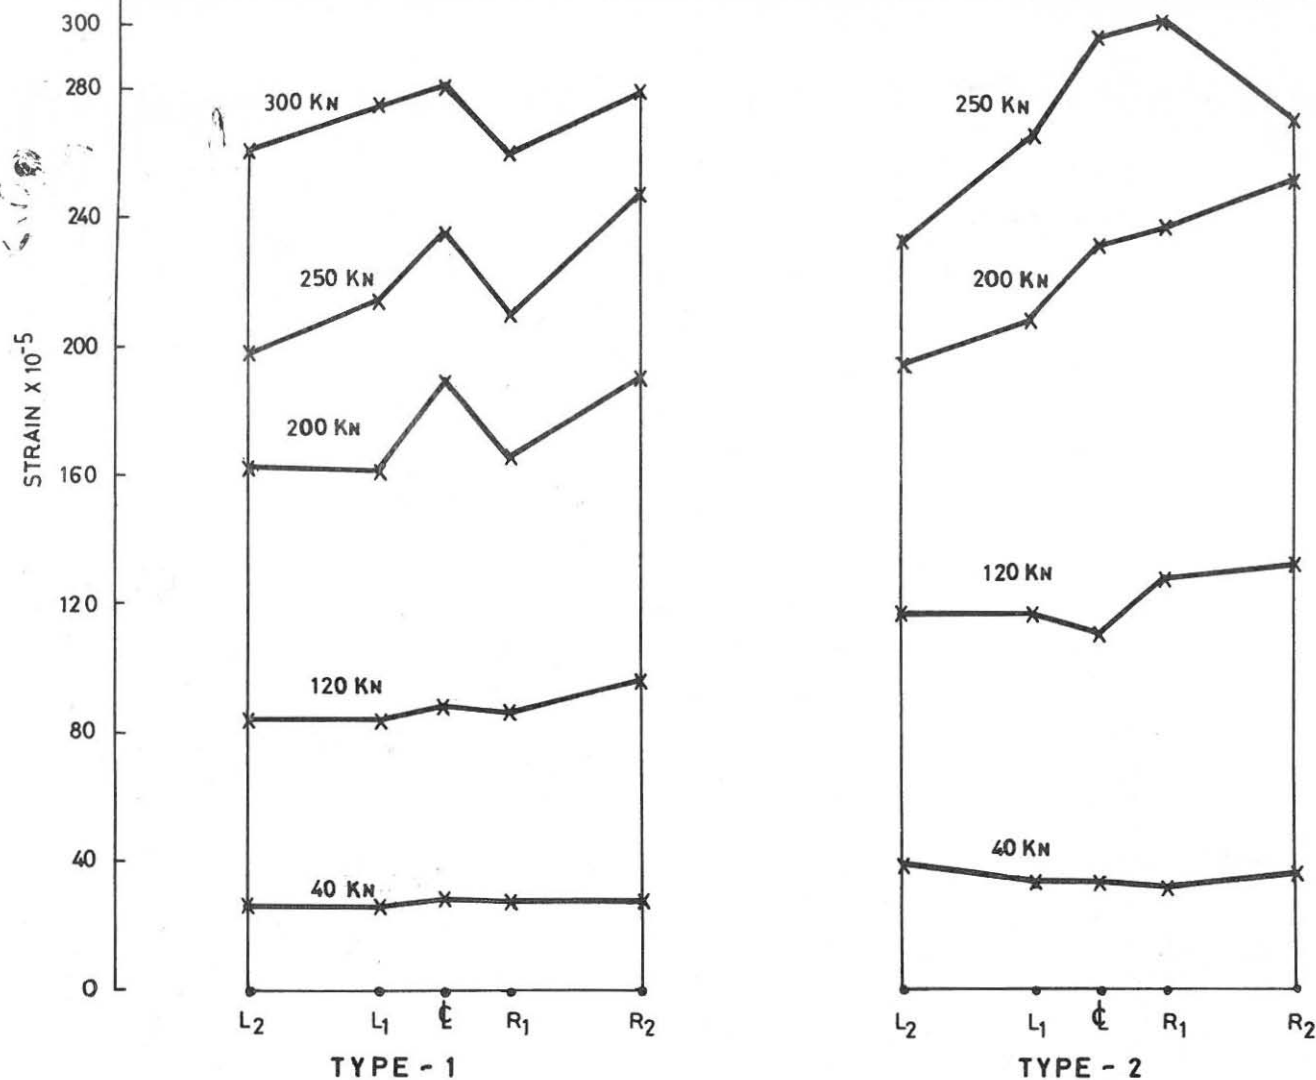 300
280
240
200
160
120
80
40
0
STRAIN X 10-5
300 KN
250 KN
200 KN
120 KN
40 KN
L2 L1 ℄ R1 R2
TYPE - 1
250 KN
200 KN
120 KN
40 KN
L2 L1 ℄ R1 R2
TYPE - 2